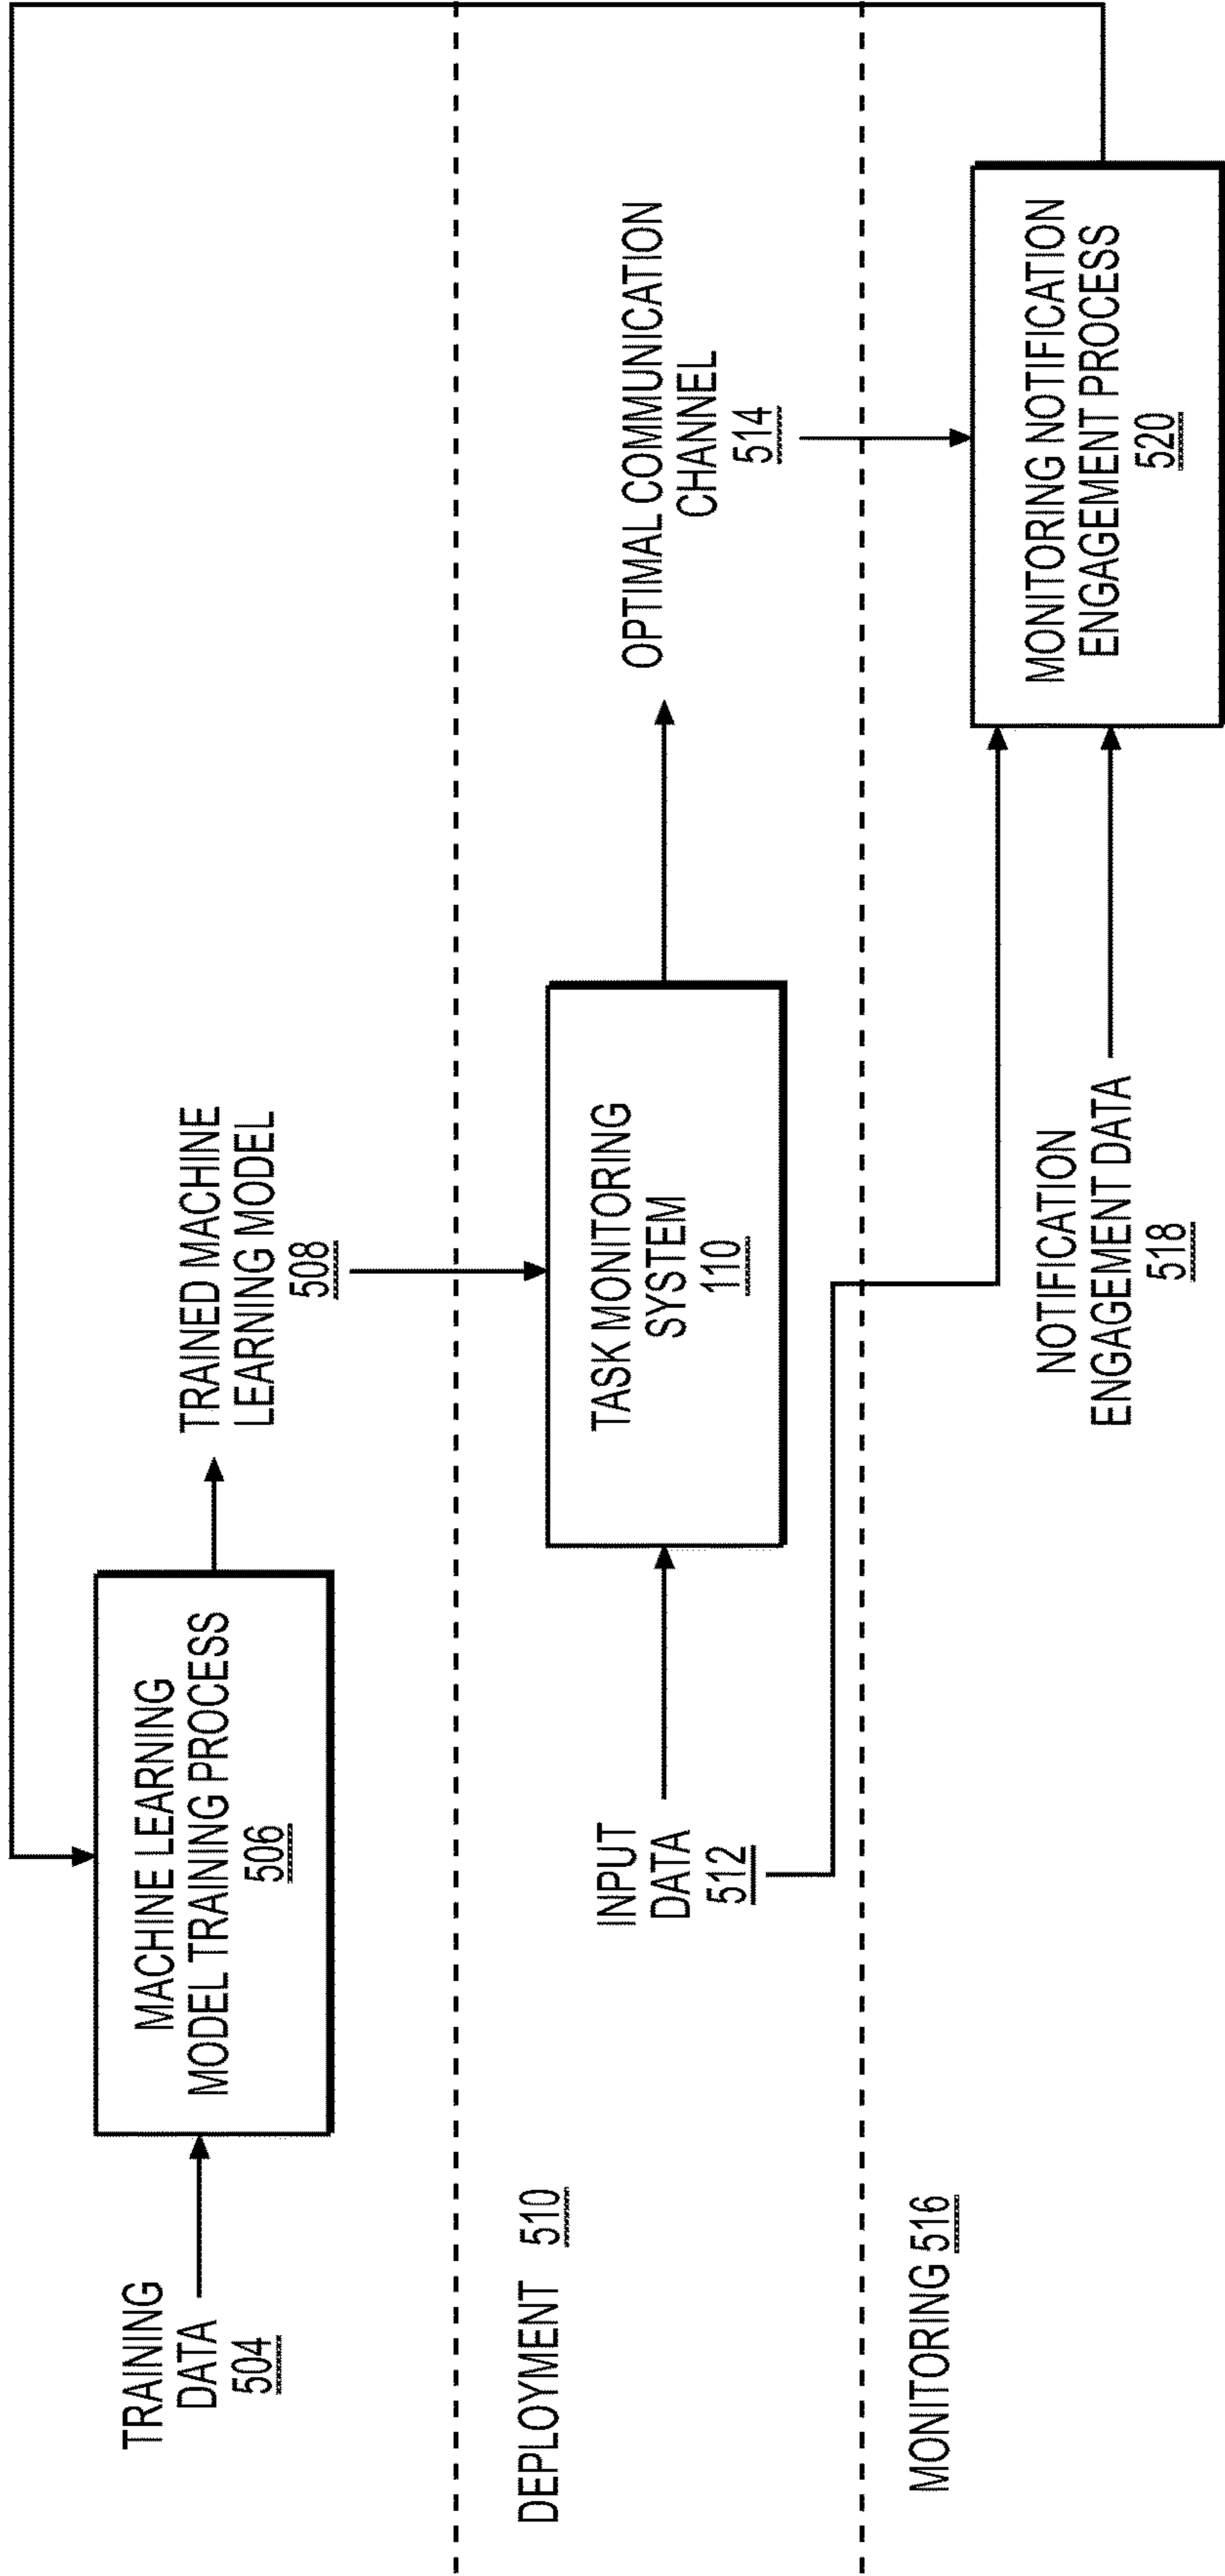 TRAINING
DATA
504
MACHINE LEARNING
MODEL TRAINING PROCESS
506
TRAINED MACHINE
LEARNING MODEL
508
DEPLOYMENT 510
INPUT
DATA
512
TASK MONITORING
SYSTEM
110
OPTIMAL COMMUNICATION
CHANNEL
514
MONITORING 516
NOTIFICATION
ENGAGEMENT DATA
518
MONITORING NOTIFICATION
ENGAGEMENT PROCESS
520